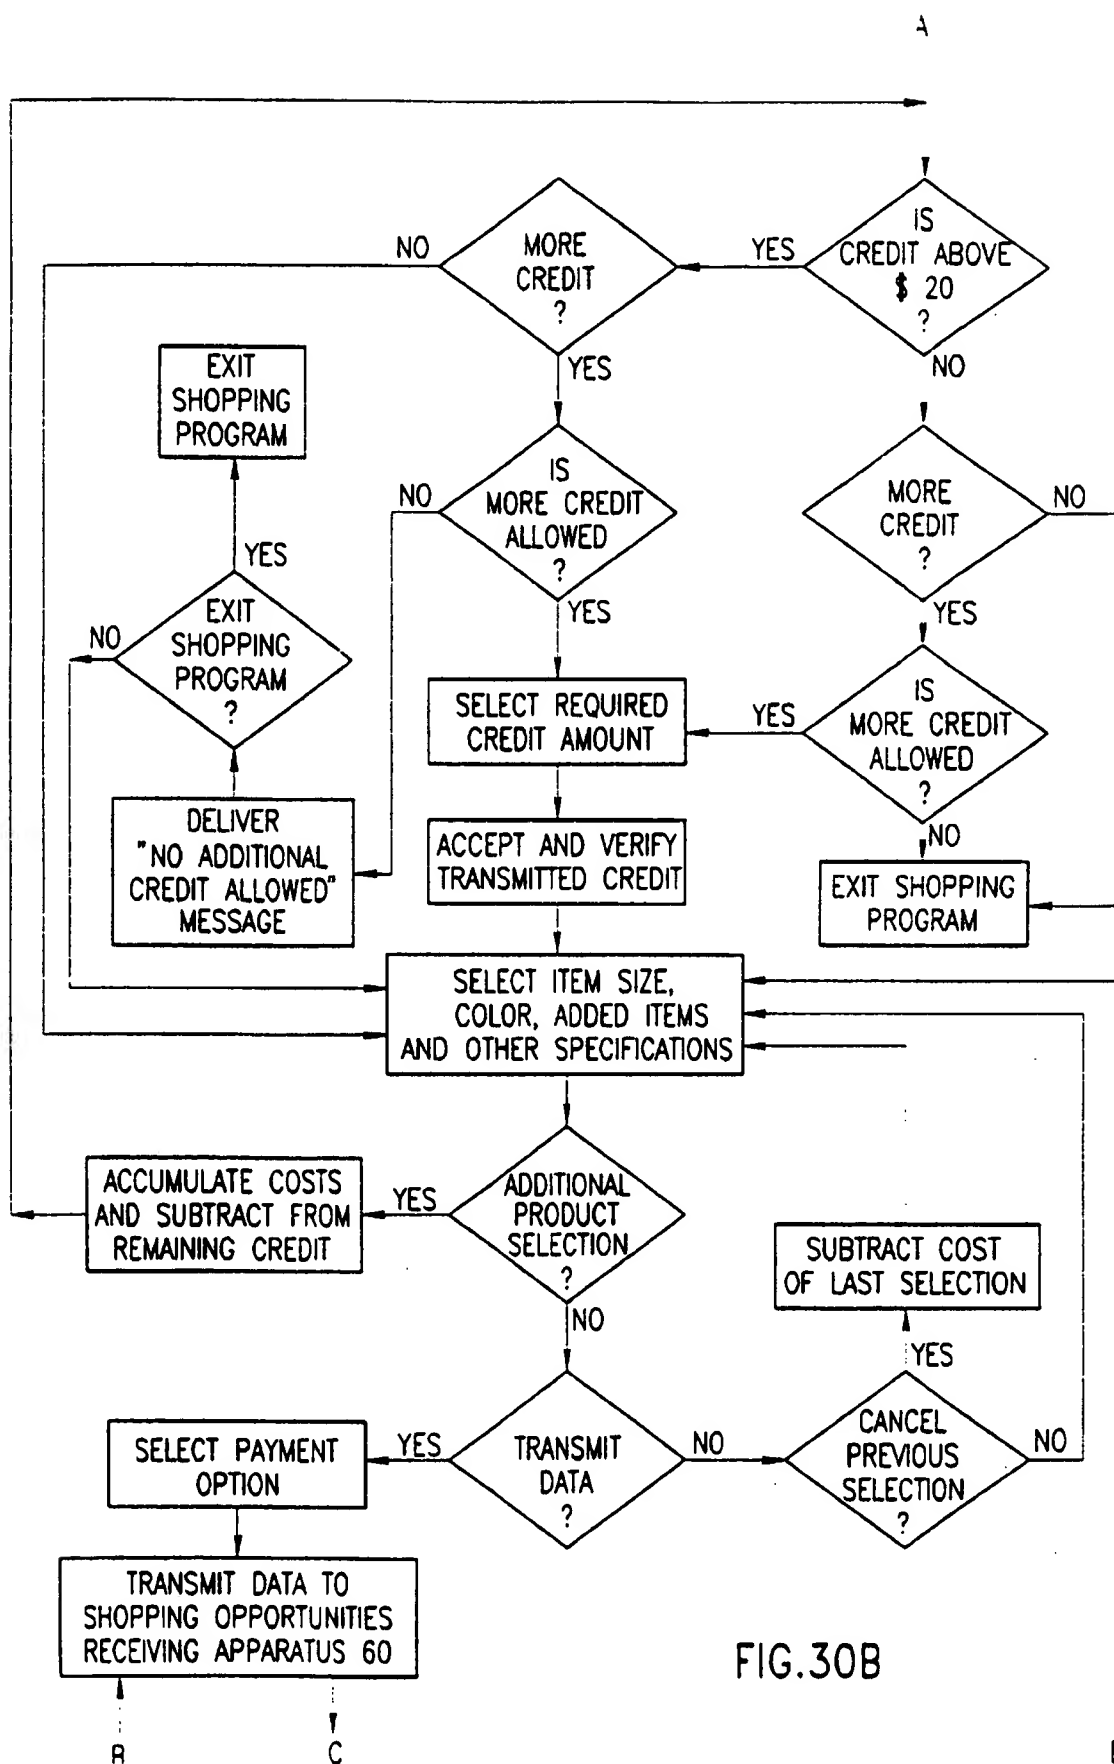 A
IS
CREDIT ABOVE
$ 20
?
YES
NO
MORE
CREDIT
?
NO
YES
EXIT
SHOPPING
PROGRAM
IS
MORE CREDIT
ALLOWED
?
NO
YES
MORE
CREDIT
?
NO
YES
YES
EXIT
SHOPPING
PROGRAM
?
NO
SELECT REQUIRED
CREDIT AMOUNT
YES
IS
MORE CREDIT
ALLOWED
?
NO
DELIVER
"NO ADDITIONAL
CREDIT ALLOWED"
MESSAGE
ACCEPT AND VERIFY
TRANSMITTED CREDIT
EXIT SHOPPING
PROGRAM
SELECT ITEM SIZE,
COLOR, ADDED ITEMS
AND OTHER SPECIFICATIONS
ACCUMULATE COSTS
AND SUBTRACT FROM
REMAINING CREDIT
YES
ADDITIONAL
PRODUCT
SELECTION
?
NO
SUBTRACT COST
OF LAST SELECTION
YES
SELECT PAYMENT
OPTION
YES
TRANSMIT
DATA
?
NO
CANCEL
PREVIOUS
SELECTION
?
NO
TRANSMIT DATA TO
SHOPPING OPPORTUNITIES
RECEIVING APPARATUS 60
FIG.30B
B
C